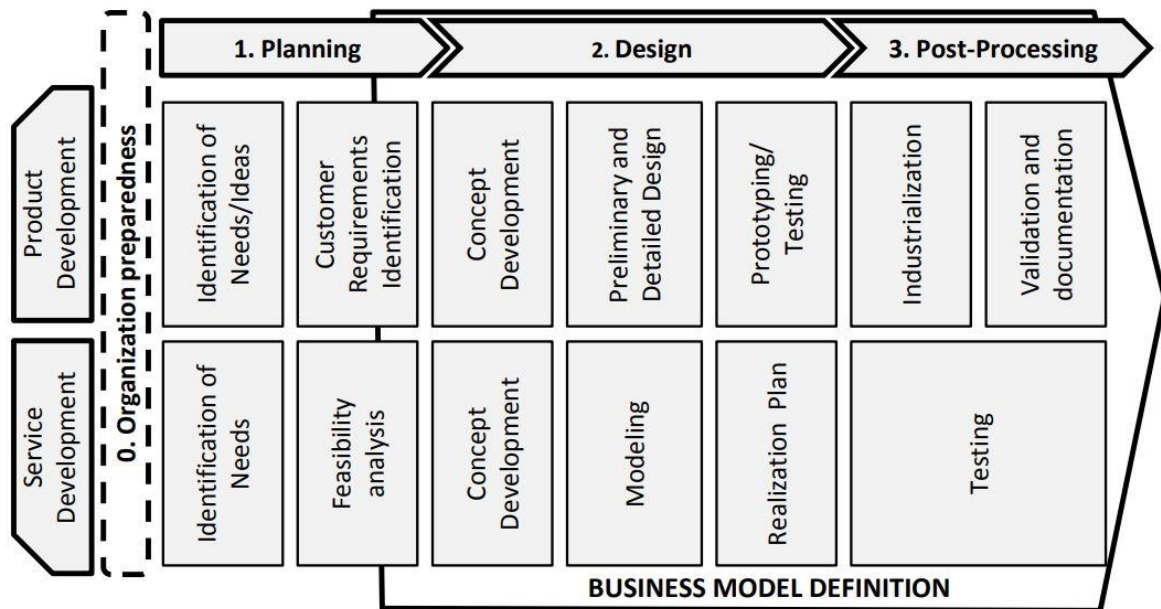 1. Planning
2. Design
3. Post-Processing
Product
Development
0. Organization preparedness
Identification of
Needs/Ideas
Customer
Requirements
Identification
Concept
Development
Preliminary and
Detailed Design
Prototyping/
Testing
Industrialization
Validation and
documentation
Service
Development
Identification of
Needs
Feasibility
analysis
Concept
Development
Modeling
Realization Plan
Testing
BUSINESS MODEL DEFINITION